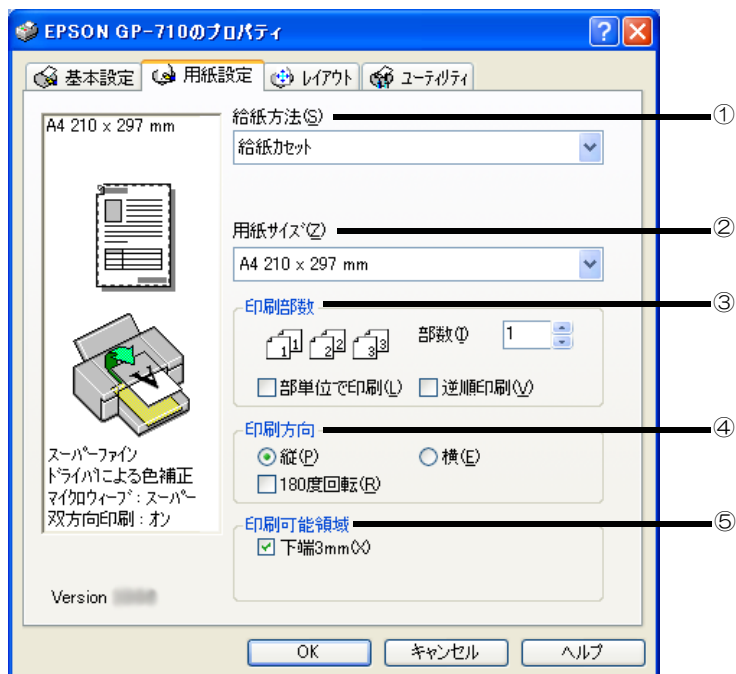 EPSON GP-710のプロパティ
基本設定 用紙設定 レイアウト ユーティリティ
A4 210 x 297 mm
スーパーファイン
ドライバによる色補正
マイクロウィーブ：スーパー
双方向印刷：オン
Version
給紙方法(S) ①
給紙カセット
用紙サイズ(Z) ②
A4 210 x 297 mm
印刷部数 ③
1 1 2 2 3 3
部数(I) 1
部単位で印刷(L) 逆順印刷(V)
印刷方向 ④
縦(P) 横(E)
180度回転(R)
印刷可能領域 ⑤
下端3mm(X)
OK キャンセル ヘルプ